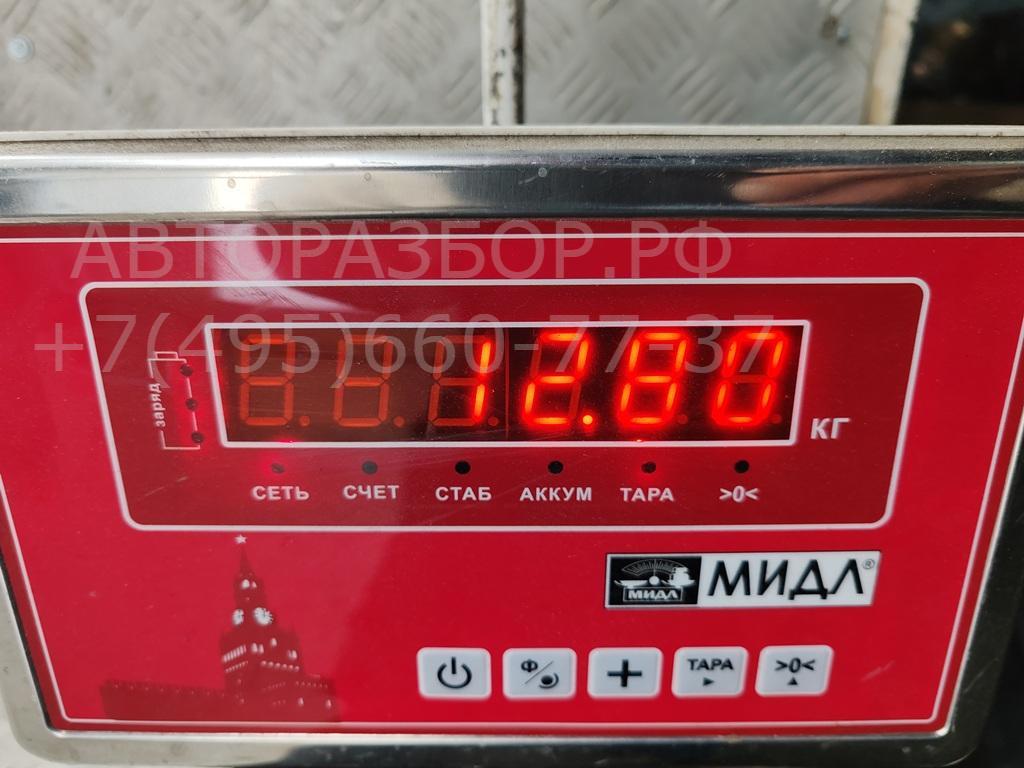 АВТОРАЗБОР.РФ
+7(495)660-77-37
заряд
12.80
КГ
СЕТЬ СЧЕТ СТАБ АККУМ ТАРА >0<
МИДЛ МИДЛ®
Ф ТАРА >0<